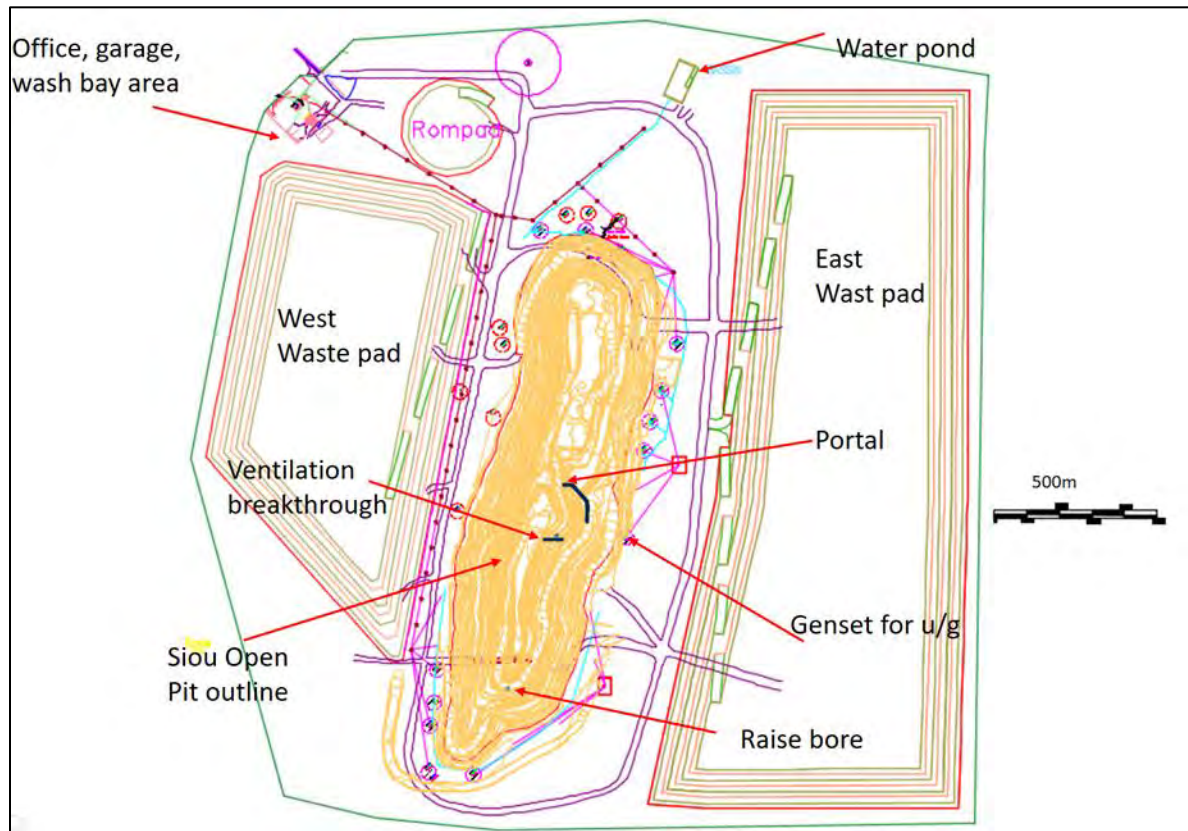 Office, garage,
wash bay area
Water pond
Rompad
East
Wast pad
West
Waste pad
Portal
Ventilation
breakthrough
500m
Genset for u/g
Siou Open
Pit outline
Raise bore